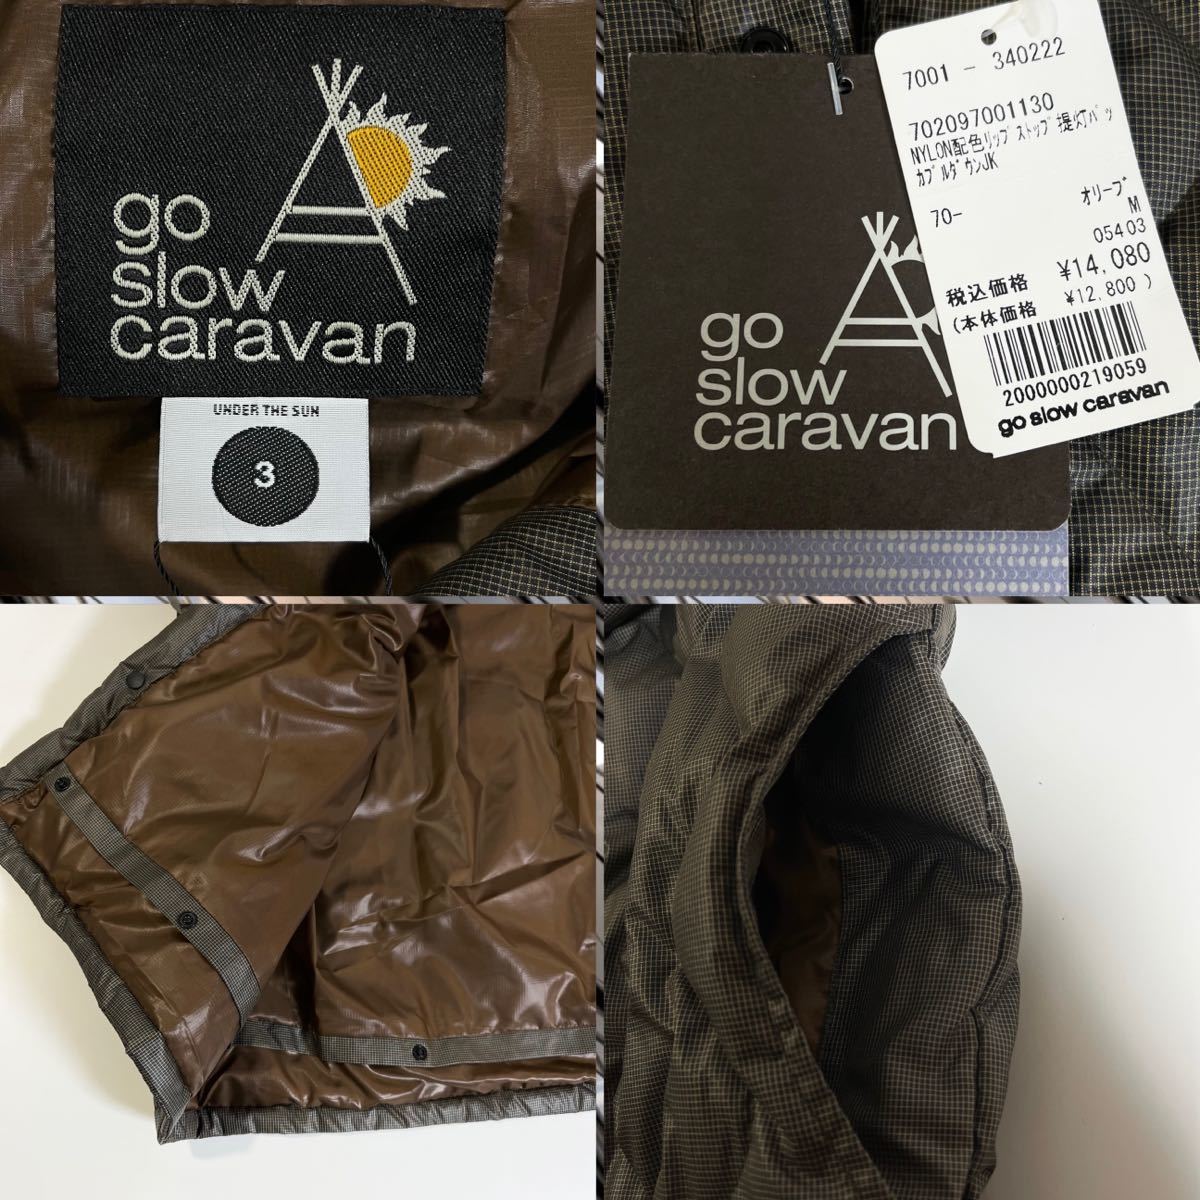 go
slow
caravan
UNDER THE SUN
3
go
slow
caravan
7001 - 340222
702097001130
NYLON配色リップストップ提灯パッ
カブルダウンJK
70-
オリーブ
M
05403
税込価格 ¥14,080
(本体価格 ¥12,800 )
2000000219059
go slow caravan